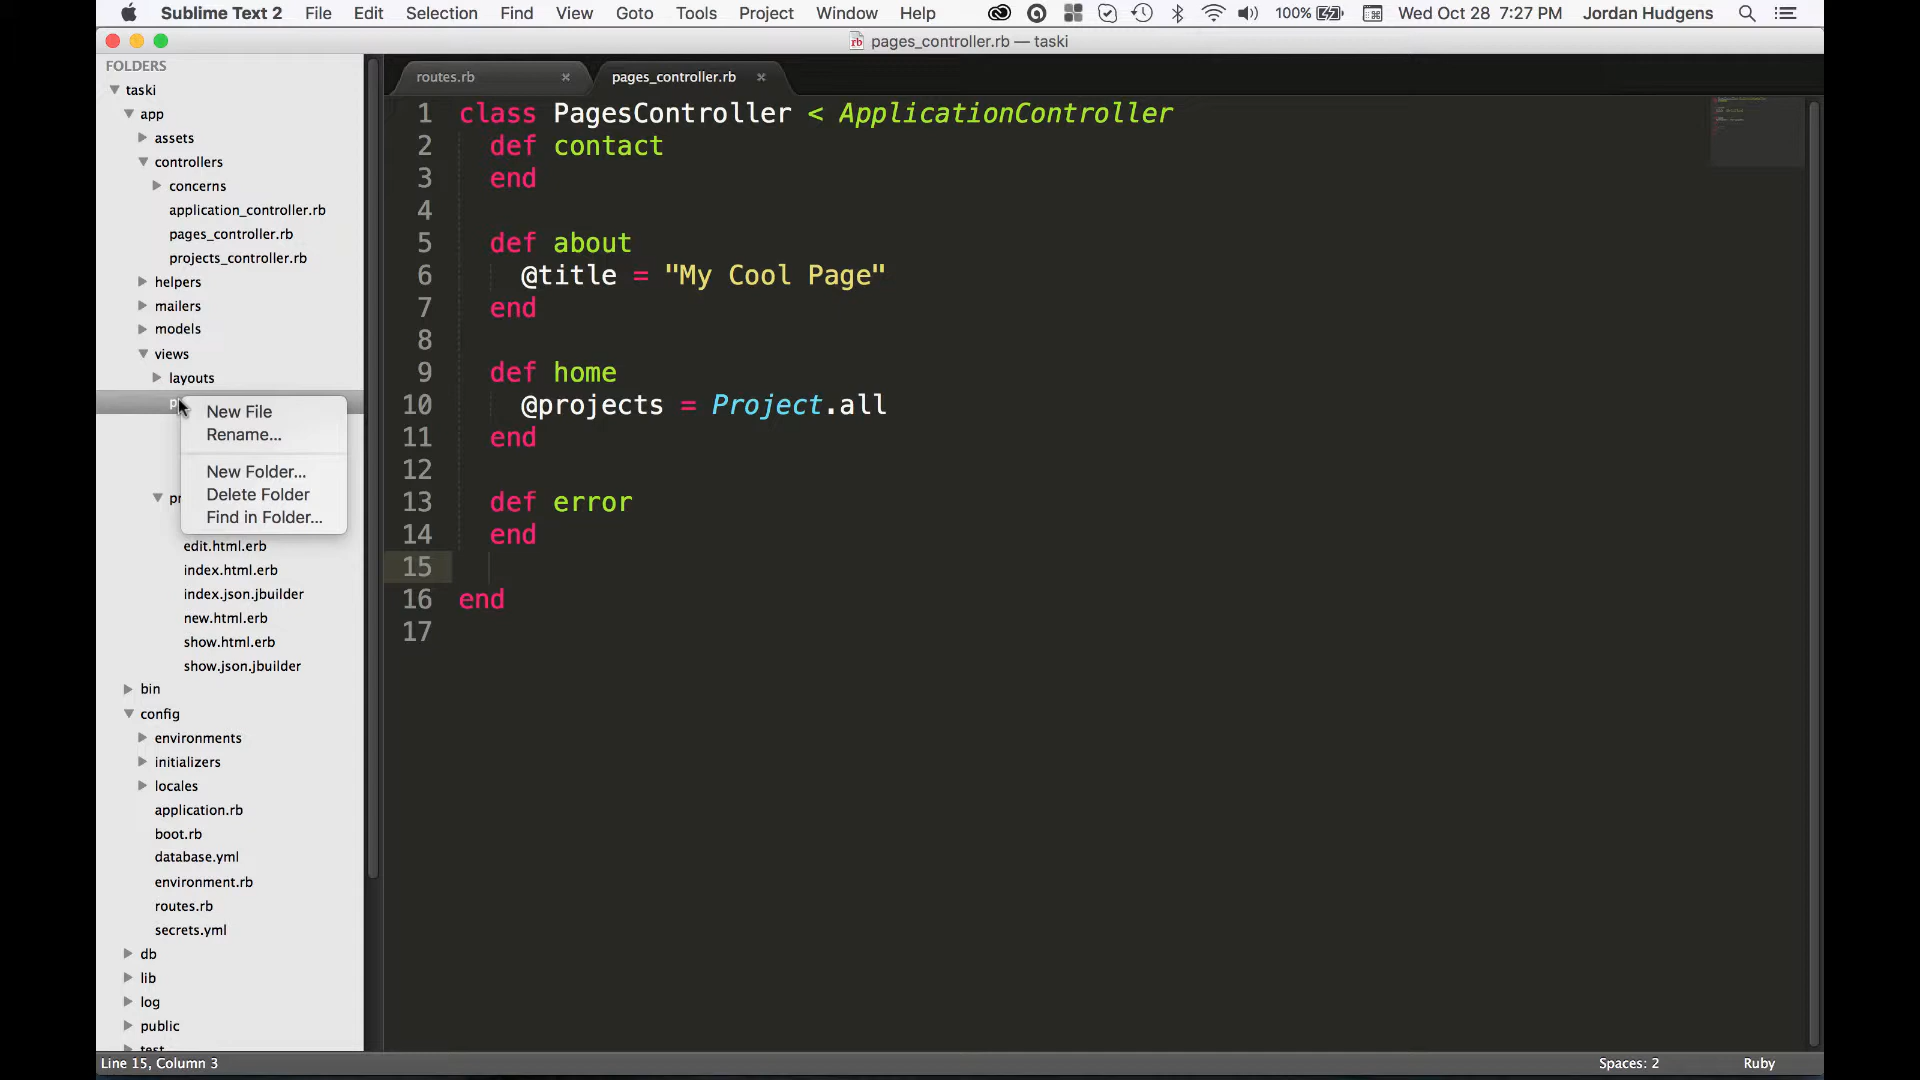 Sublime Text 2 File Edit Selection Find View Goto Tools Project Window Help 100% Wed Oct 28 7:27 PM Jordan Hudgens
pages_controller.rb — taski
FOLDERS
taski
app
assets
controllers
concerns
application_controller.rb
pages_controller.rb
projects_controller.rb
helpers
mailers
models
views
layouts
New File
Rename...
New Folder...
Delete Folder
Find in Folder...
edit.html.erb
index.html.erb
index.json.jbuilder
new.html.erb
show.html.erb
show.json.jbuilder
bin
config
environments
initializers
locales
application.rb
boot.rb
database.yml
environment.rb
routes.rb
secrets.yml
db
lib
log
public
test
routes.rb × pages_controller.rb ×
1 class PagesController < ApplicationController
2 def contact
3 end
4
5 def about
6 @title = "My Cool Page"
7 end
8
9 def home
10 @projects = Project.all
11 end
12
13 def error
14 end
15
16 end
17
Line 15, Column 3 Spaces: 2 Ruby